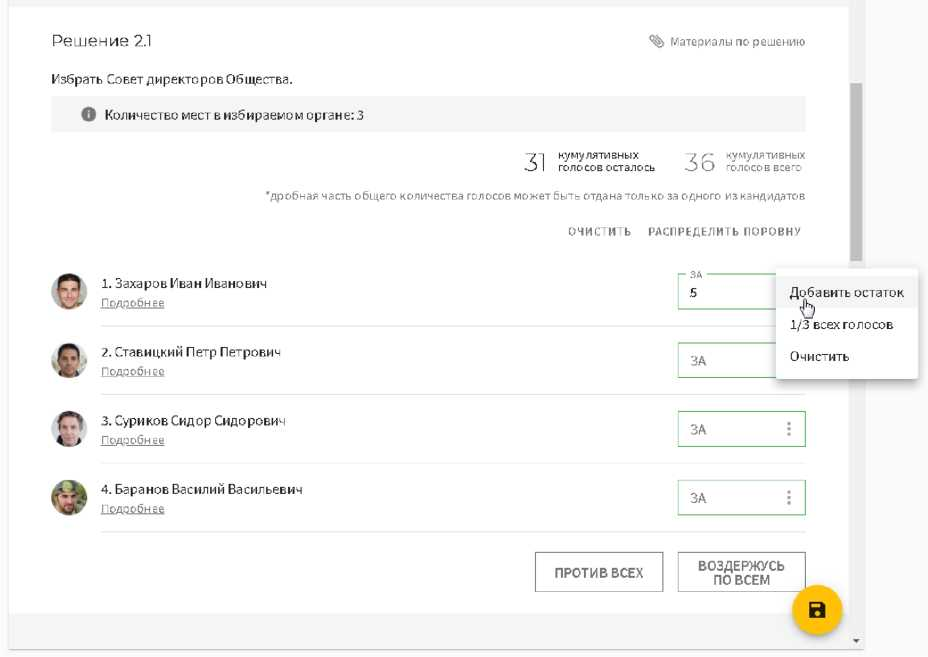 Решение 2.1
Материалы по решению
Избрать Совет директоров Общества.
Количество мест в избираемом органе: 3
31 кумулятивных голосов осталось 36 кумулятивных голосов всего
*дробная часть общего количества голосов может быть отдана только за одного из кандидатов
ОЧИСТИТЬ РАСПРЕДЕЛИТЬ ПОРОВНУ
1. Захаров Иван Иванович
Подробнее
ЗА
5
Добавить остаток
1/3 всех голосов
Очистить
2. Ставицкий Петр Петрович
Подробнее
ЗА
3. Суриков Сидор Сидорович
Подробнее
ЗА
4. Баранов Василий Васильевич
Подробнее
ЗА
ПРОТИВ ВСЕХ
ВОЗДЕРЖУСЬ
ПО ВСЕМ